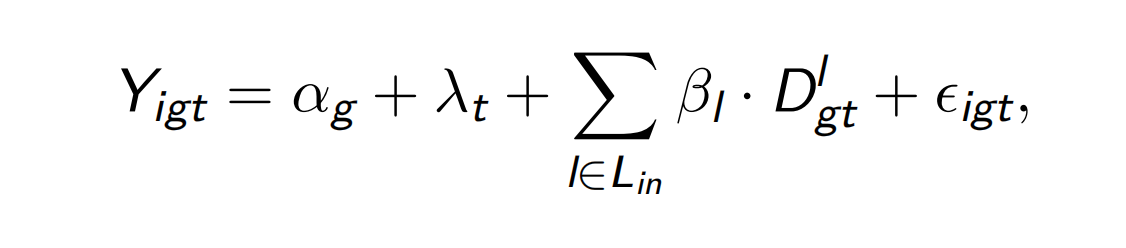 Y_{igt} = α_g + λ_t + ∑_{l∈L_{in}} β_l · D^l_{gt} + ϵ_{igt},